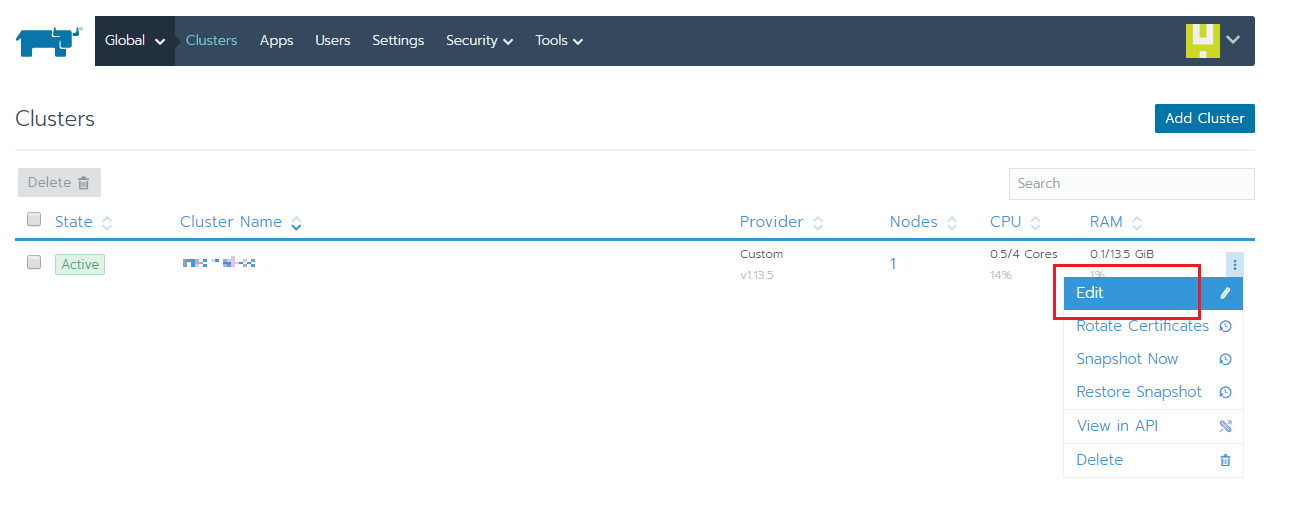 Global Clusters Apps Users Settings Security Tools
Clusters
Add Cluster
Delete
Search
State Cluster Name Provider Nodes CPU RAM
Active Custom 1 0.5/4 Cores 0.1/13.5 GiB
v1.13.5 14% 1%
Edit
Rotate Certificates
Snapshot Now
Restore Snapshot
View in API
Delete